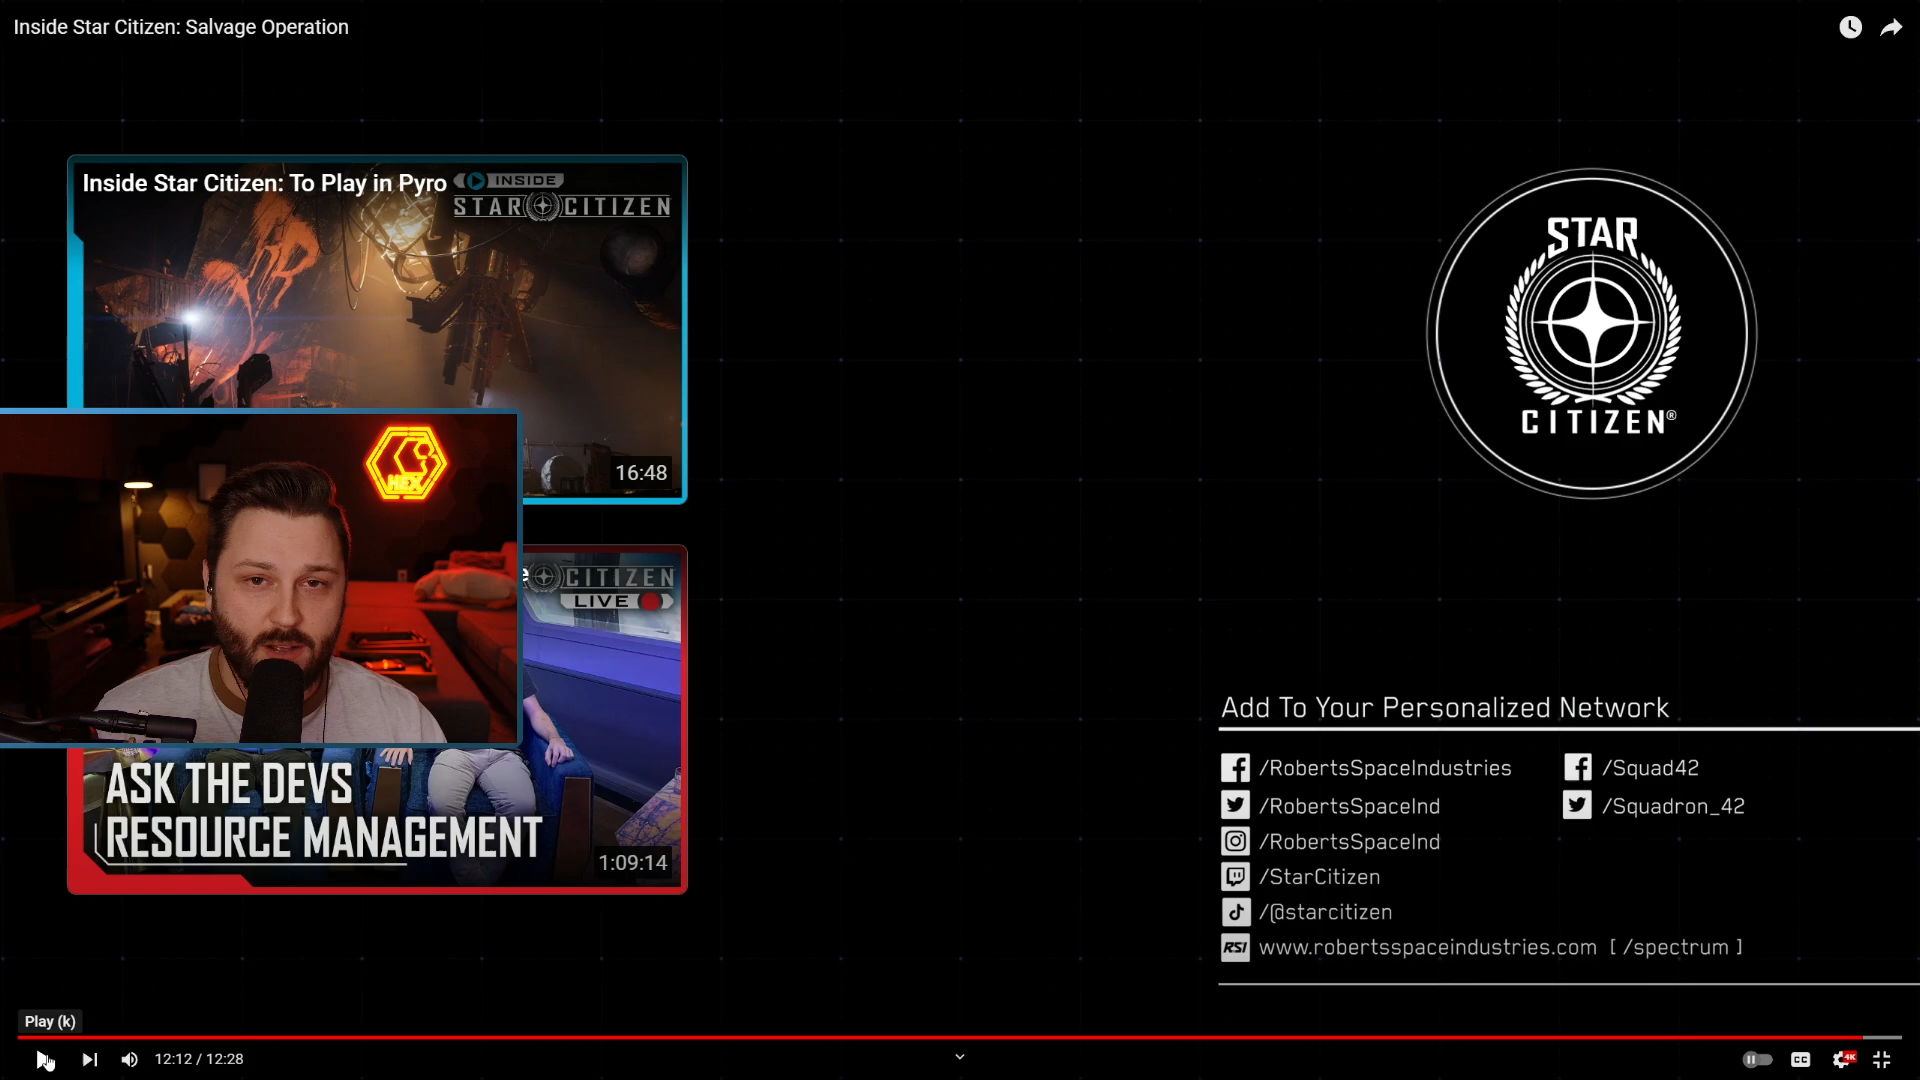 Inside Star Citizen: Salvage Operation
Inside Star Citizen: To Play in Pyro
INSIDE
STAR CITIZEN
16:48
HEX
CITIZEN
LIVE
ASK THE DEVS
RESOURCE MANAGEMENT
1:09:14
STAR
CITIZEN®
Add To Your Personalized Network
/RobertsSpaceIndustries
/Squad42
/RobertsSpaceInd
/Squadron_42
/RobertsSpaceInd
/StarCitizen
/@starcitizen
RSI www.robertsspaceindustries.com [ /spectrum ]
Play (k)
12:12 / 12:28
CC
4K